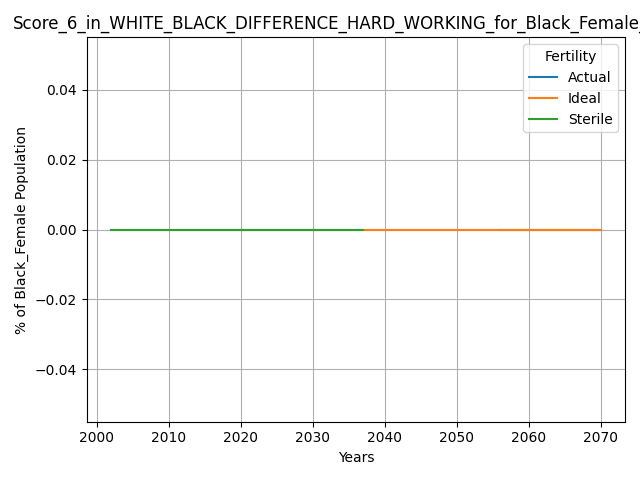 Score_6_in_WHITE_BLACK_DIFFERENCE_HARD_WORKING_for_Black_Female_
Fertility
Actual
Ideal
Sterile
% of Black_Female Population
0.04
0.02
0.00
−0.02
−0.04
2000 2010 2020 2030 2040 2050 2060 2070
Years